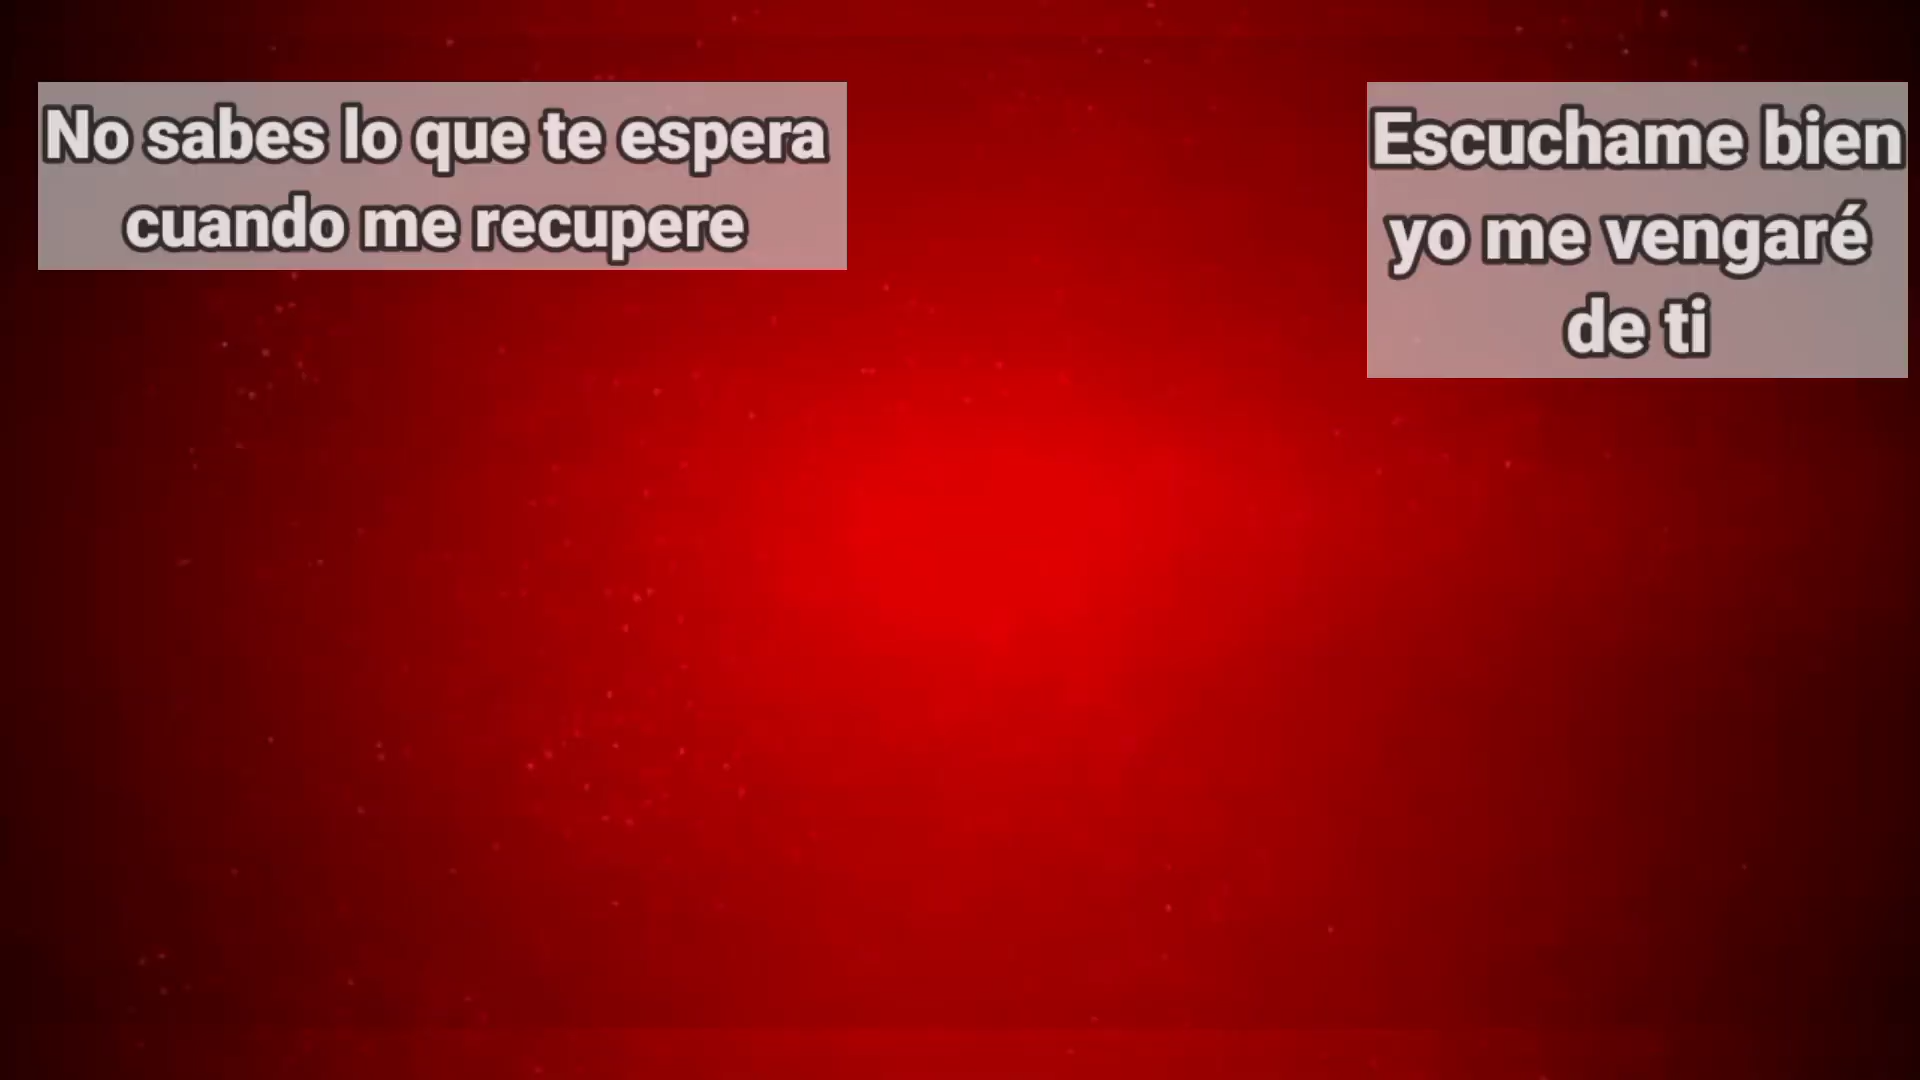 No sabes lo que te espera
cuando me recupere
Escuchame bien
yo me vengaré
de ti